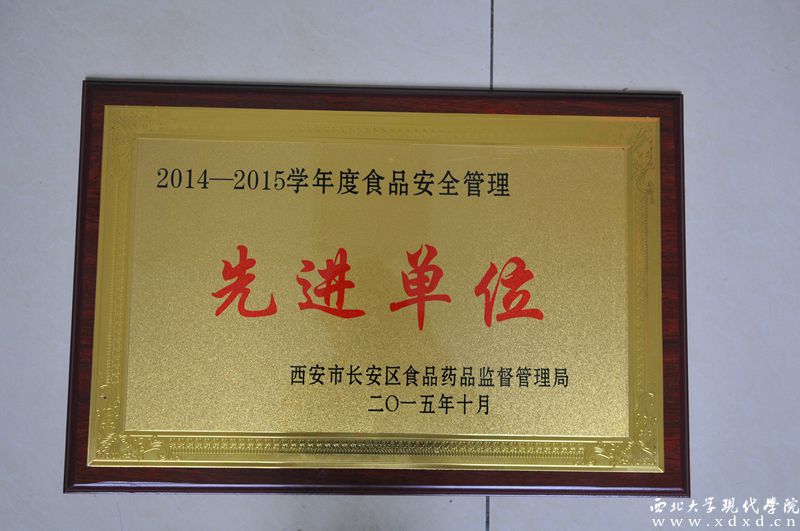 2014—2015学年度食品安全管理
先进单位
西安市长安区食品药品监督管理局
二〇一五年十月
西北大学现代学院
www.xdxd.cn